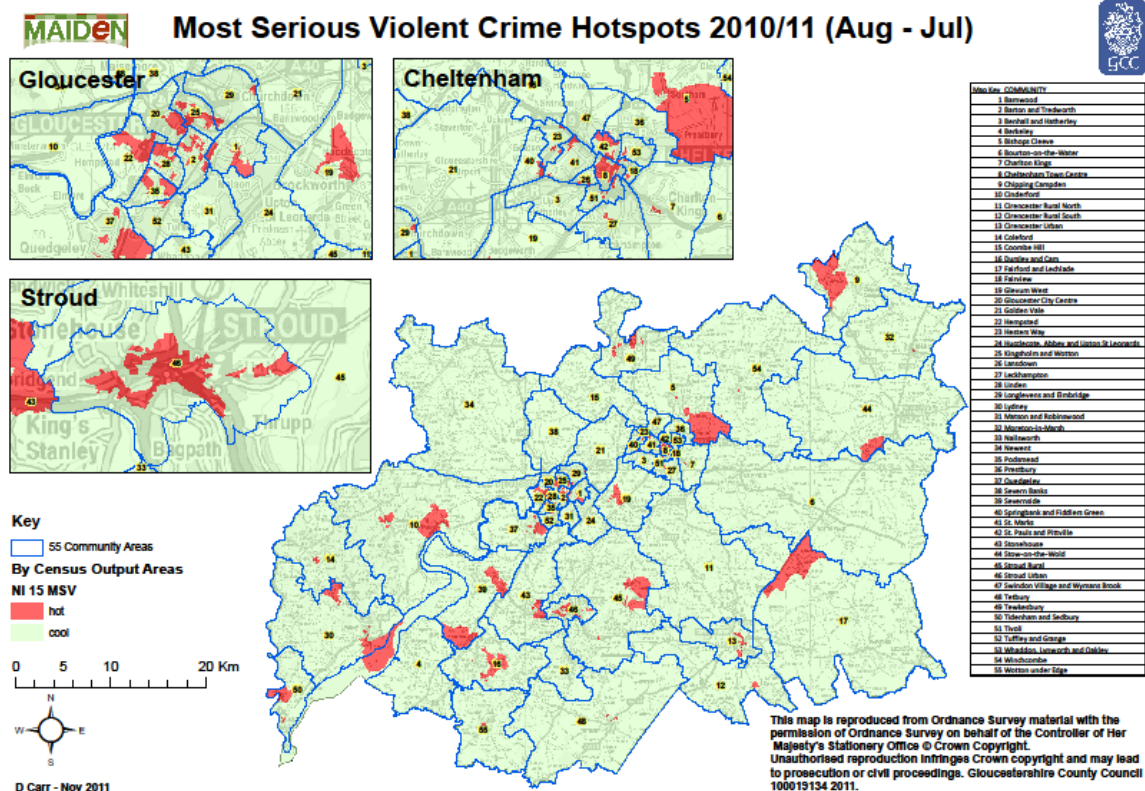 MAIDeN
Most Serious Violent Crime Hotspots 2010/11 (Aug - Jul)
GCC
Gloucester
Cheltenham
Stroud
Map Key COMMUNITY
1 Barnwood
2 Barton and Tredworth
3 Benhall and Hatherley
4 Berkeley
5 Bishops Cleeve
6 Bourton-on-the-Water
7 Charlton Kings
8 Cheltenham Town Centre
9 Chipping Campden
10 Cinderford
11 Cirencester Rural North
12 Cirencester Rural South
13 Cirencester Urban
14 Coleford
15 Coombe Hill
16 Dursley and Cam
17 Fairford and Lechlade
18 Fairview
19 Glevum West
20 Gloucester City Centre
21 Golden Vale
22 Hempsted
23 Hesters Way
24 Hucclecote, Abbey and Upton St Leonards
25 Kingsholm and Wotton
26 Lansdown
27 Leckhampton
28 Linden
29 Longlevens and Elmbridge
30 Lydney
31 Matson and Robinswood
32 Moreton-in-Marsh
33 Nailsworth
34 Newent
35 Podsmead
36 Prestbury
37 Quedgeley
38 Severn Banks
39 Severnside
40 Springbank and Fiddlers Green
41 St. Marks
42 St. Pauls and Pittville
43 Stonehouse
44 Stow-on-the-Wold
45 Stroud Rural
46 Stroud Urban
47 Swindon Village and Wymans Brook
48 Tetbury
49 Tewkesbury
50 Tidenham and Sedbury
51 Tivoli
52 Tuffley and Grange
53 Whaddon, Lynworth and Oakley
54 Winchcombe
55 Wotton under Edge
Key
55 Community Areas
By Census Output Areas
NI 15 MSV
hot
cool
0 5 10 20 Km
N
W E
S
D Carr - Nov 2011
This map is reproduced from Ordnance Survey material with the
permission of Ordnance Survey on behalf of the Controller of Her
Majesty's Stationery Office © Crown Copyright.
Unauthorised reproduction infringes Crown copyright and may lead
to prosecution or civil proceedings. Gloucestershire County Council
100019134 2011.